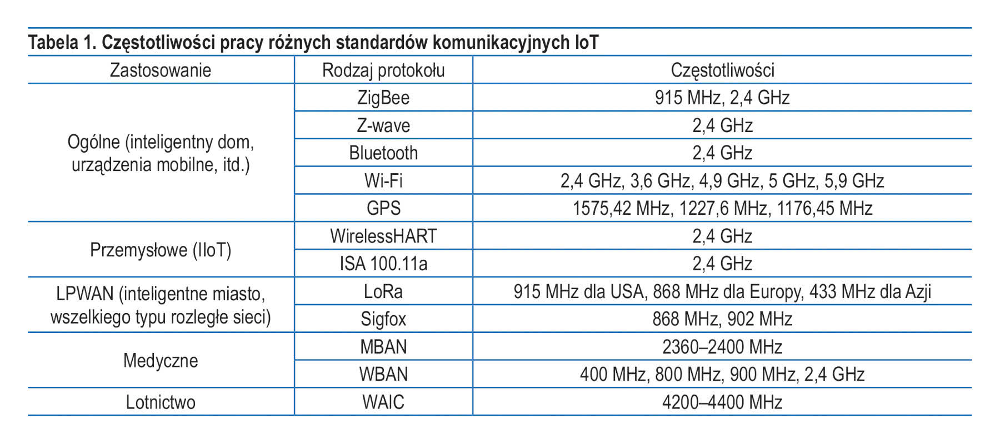 Tabela 1. Częstotliwości pracy różnych standardów komunikacyjnych IoT
Zastosowanie Rodzaj protokołu Częstotliwości
Ogólne (inteligentny dom,
urządzenia mobilne, itd.)
ZigBee 915 MHz, 2,4 GHz
Z-wave 2,4 GHz
Bluetooth 2,4 GHz
Wi-Fi 2,4 GHz, 3,6 GHz, 4,9 GHz, 5 GHz, 5,9 GHz
GPS 1575,42 MHz, 1227,6 MHz, 1176,45 MHz
Przemysłowe (IIoT)
WirelessHART 2,4 GHz
ISA 100.11a 2,4 GHz
LPWAN (inteligentne miasto,
wszelkiego typu rozległe sieci)
LoRa 915 MHz dla USA, 868 MHz dla Europy, 433 MHz dla Azji
Sigfox 868 MHz, 902 MHz
Medyczne
MBAN 2360–2400 MHz
WBAN 400 MHz, 800 MHz, 900 MHz, 2,4 GHz
Lotnictwo WAIC 4200–4400 MHz